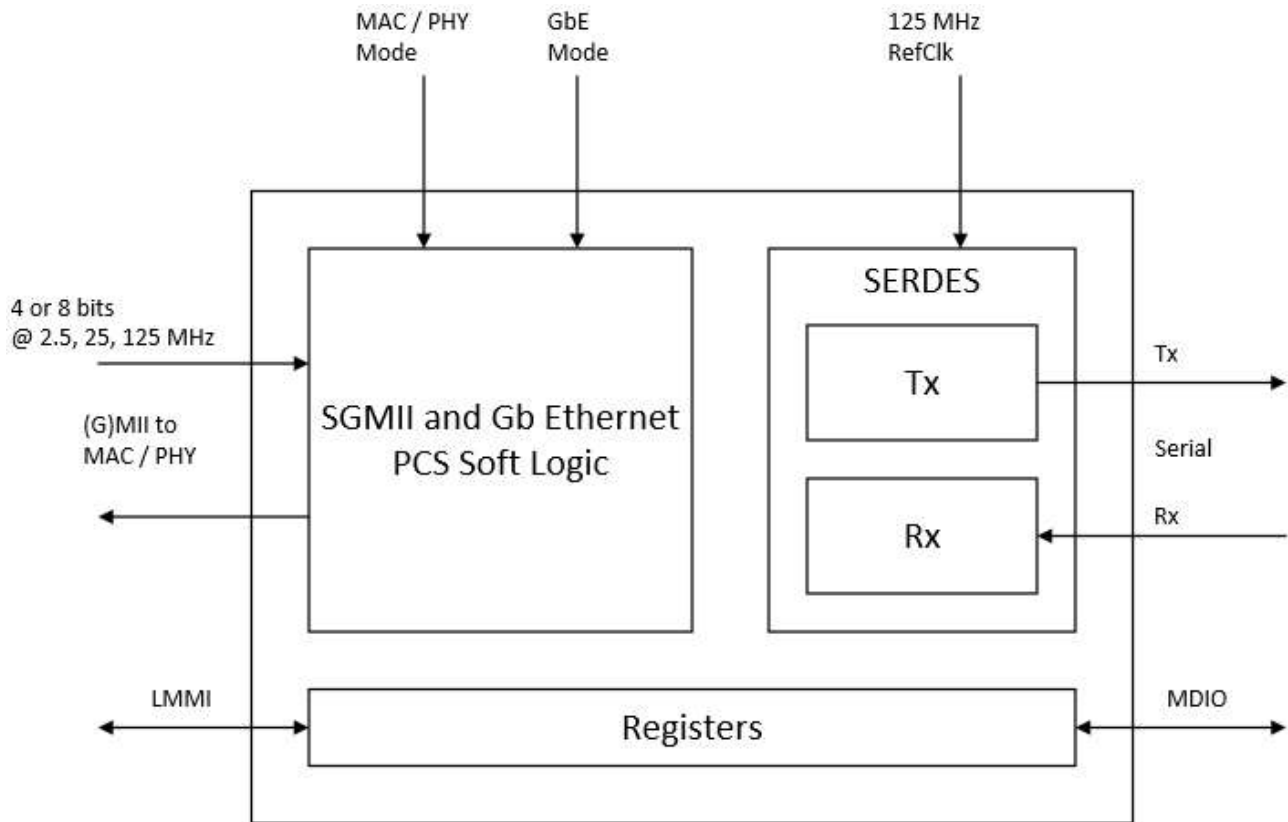 MAC / PHY
Mode
GbE
Mode
125 MHz
RefClk
4 or 8 bits
@ 2.5, 25, 125 MHz
(G)MII to
MAC / PHY
SGMII and Gb Ethernet
PCS Soft Logic
SERDES
Tx
Rx
Tx
Serial
Rx
LMMI
Registers
MDIO